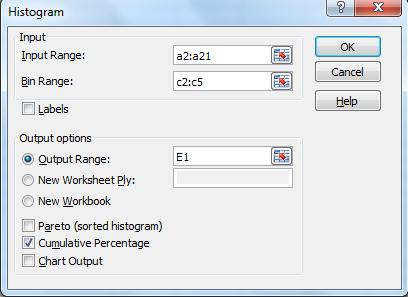 Histogram
Input
Input Range: a2:a21
Bin Range: c2:c5
Labels
OK
Cancel
Help
Output options
Output Range: E1
New Worksheet Ply:
New Workbook
Pareto (sorted histogram)
Cumulative Percentage
Chart Output